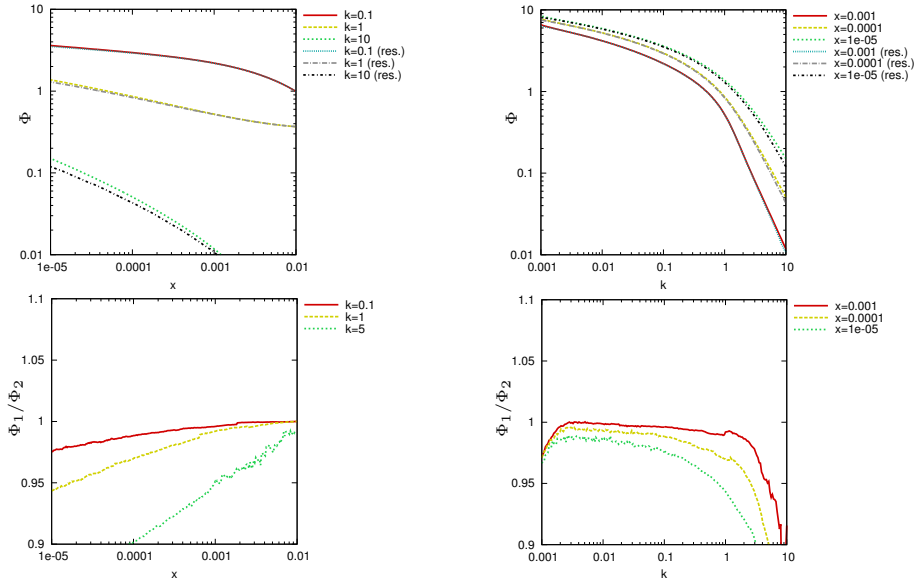 10
1
0.1
0.01
Φ
1e-05 0.0001 0.001 0.01
x
k=0.1
k=1
k=10
k=0.1 (res.)
k=1 (res.)
k=10 (res.)
10
1
0.1
0.01
Φ
0.001 0.01 0.1 1 10
k
x=0.001
x=0.0001
x=1e-05
x=0.001 (res.)
x=0.0001 (res.)
x=1e-05 (res.)
1.1
1.05
1
0.95
0.9
Φ1/Φ2
1e-05 0.0001 0.001 0.01
x
k=0.1
k=1
k=5
1.1
1.05
1
0.95
0.9
Φ1/Φ2
0.001 0.01 0.1 1 10
k
x=0.001
x=0.0001
x=1e-05